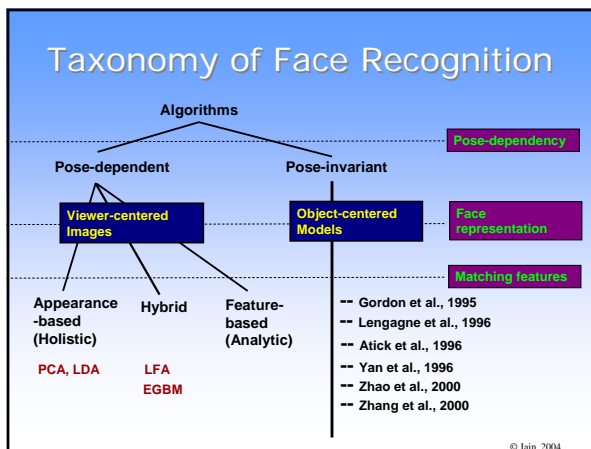 Taxonomy of Face Recognition
Algorithms
Pose-dependency
Pose-dependent
Pose-invariant
Viewer-centered
Images
Object-centered
Models
Face
representation
Matching features
Appearance
-based
(Holistic)
Hybrid
Feature-
based
(Analytic)
PCA, LDA
LFA
EGBM
-- Gordon et al., 1995
-- Lengagne et al., 1996
-- Atick et al., 1996
-- Yan et al., 1996
-- Zhao et al., 2000
-- Zhang et al., 2000
© Jain, 2004